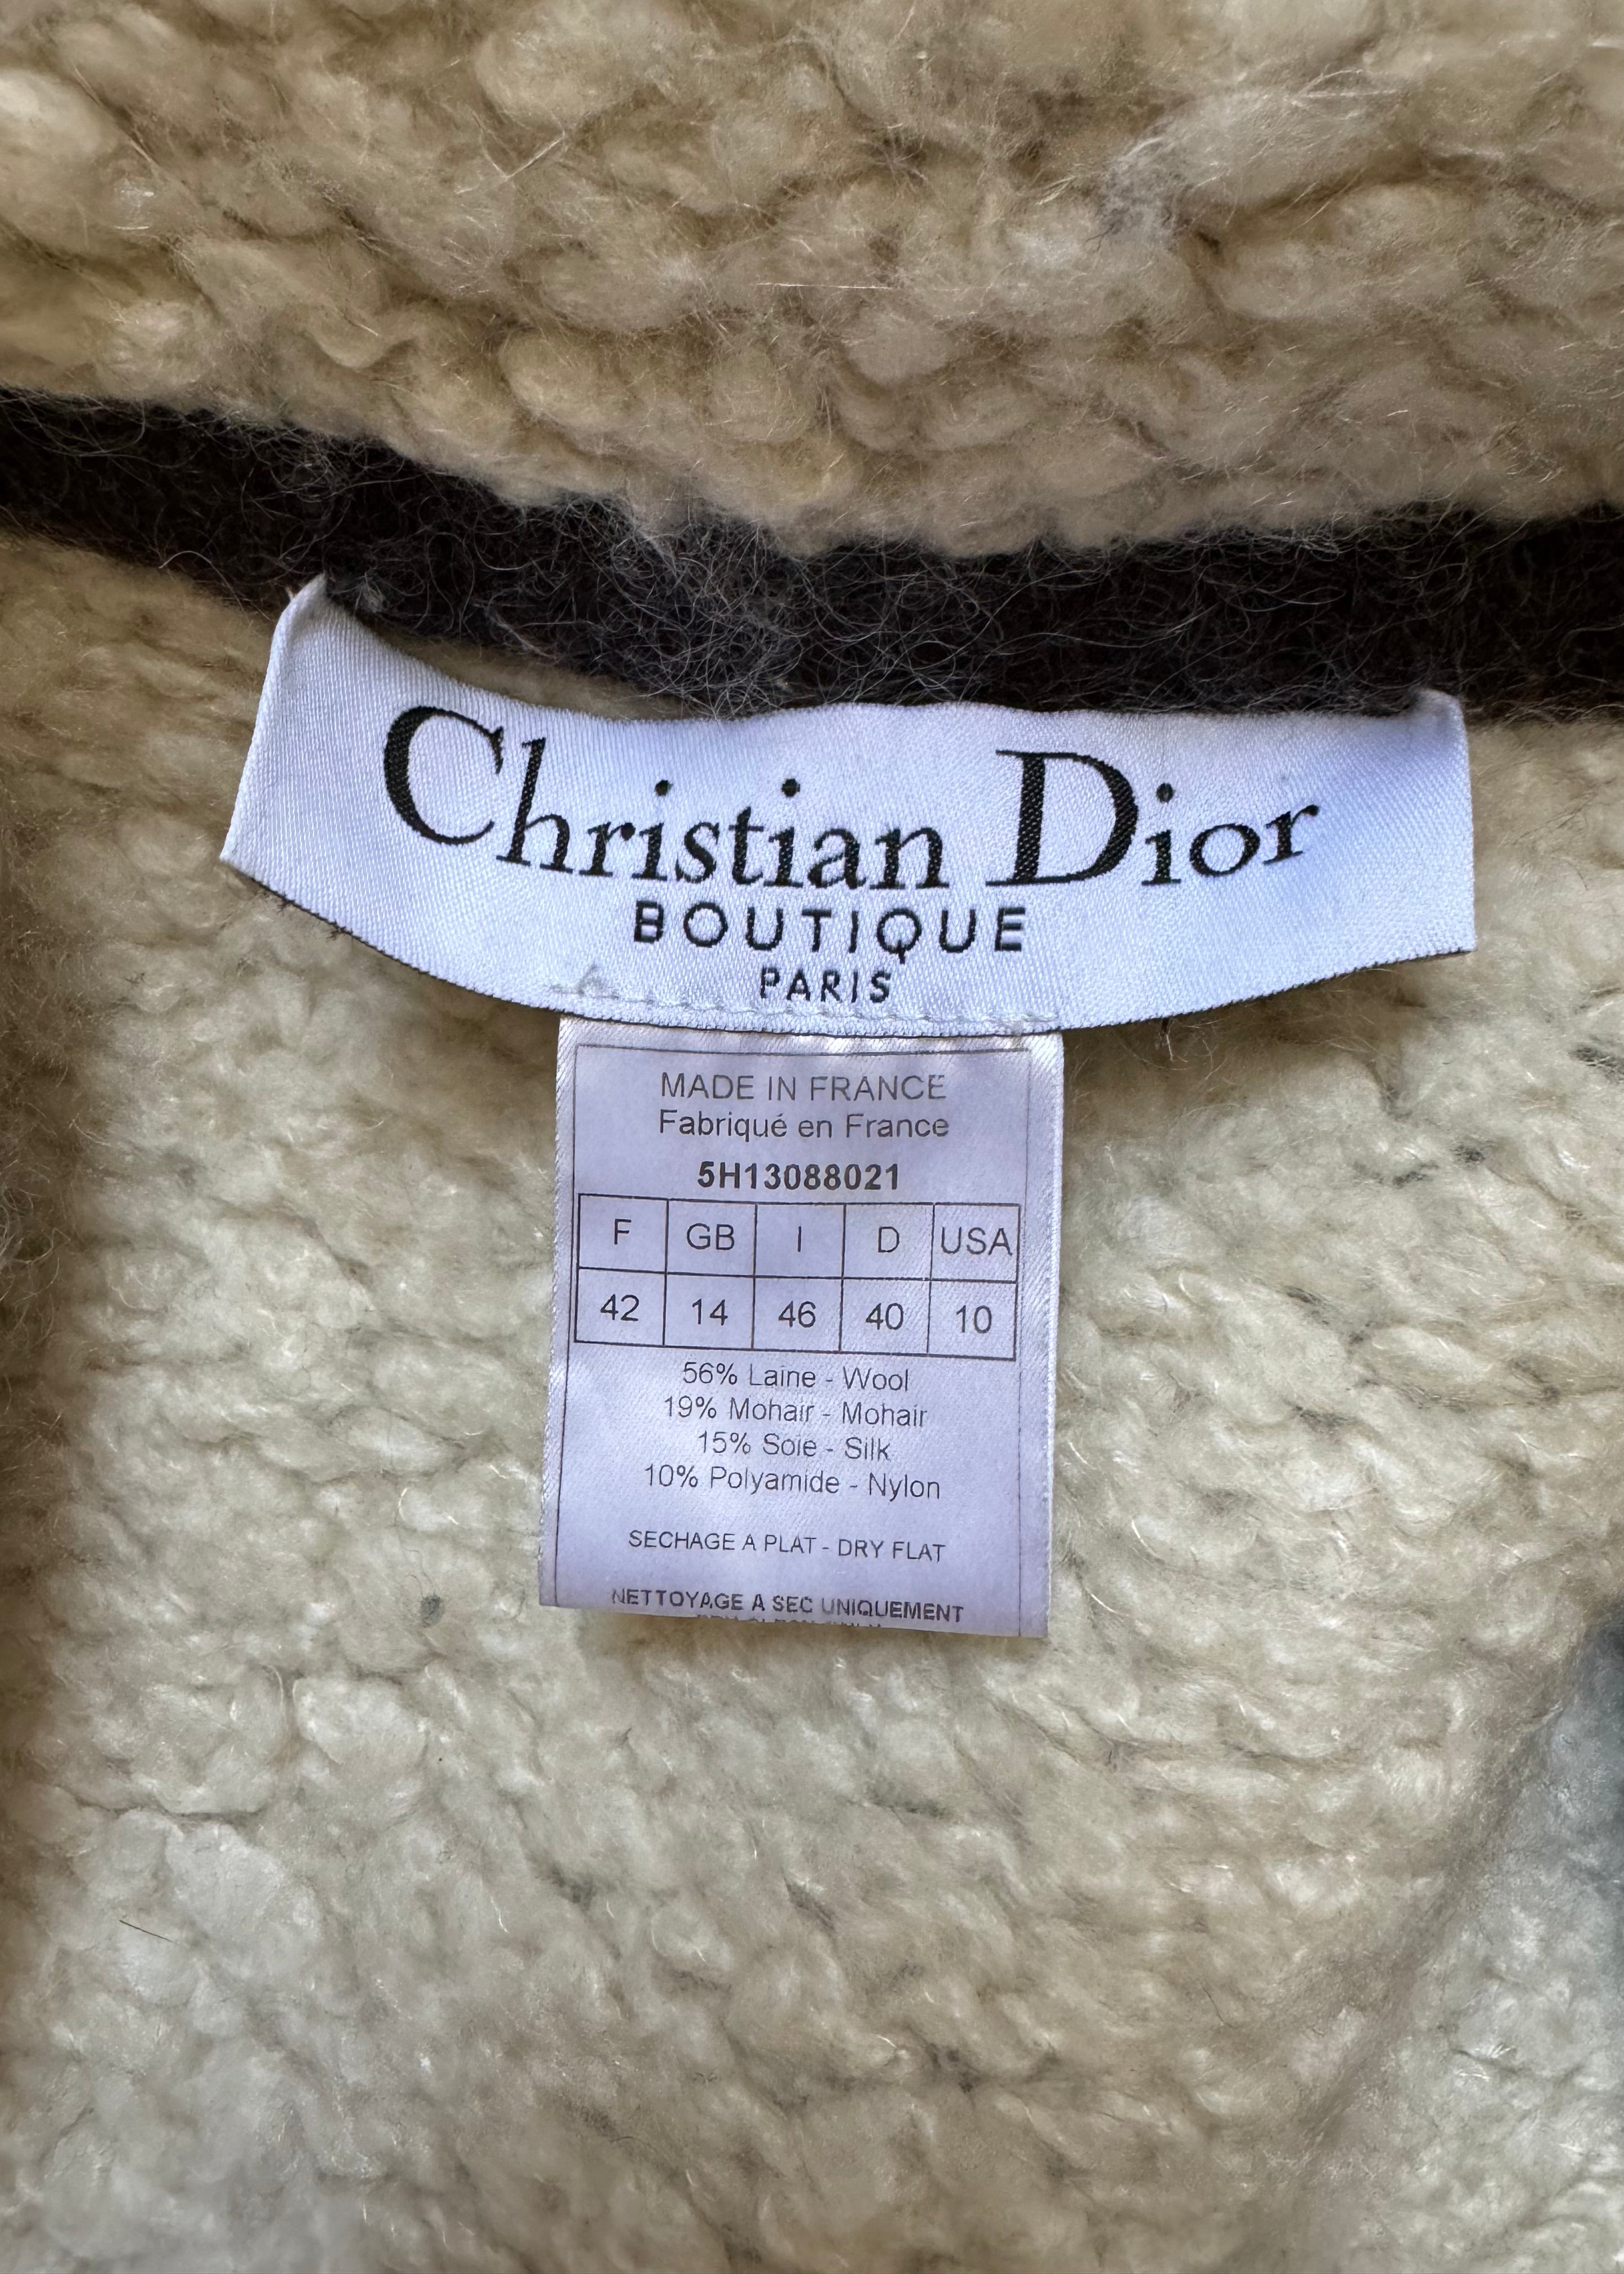 Christian Dior
BOUTIQUE
PARIS
MADE IN FRANCE
Fabriqué en France
5H13088021
F GB I D USA
42 14 46 40 10
56% Laine - Wool
19% Mohair - Mohair
15% Soie - Silk
10% Polyamide - Nylon
SECHAGE A PLAT - DRY FLAT
NETTOYAGE A SEC UNIQUEMENT